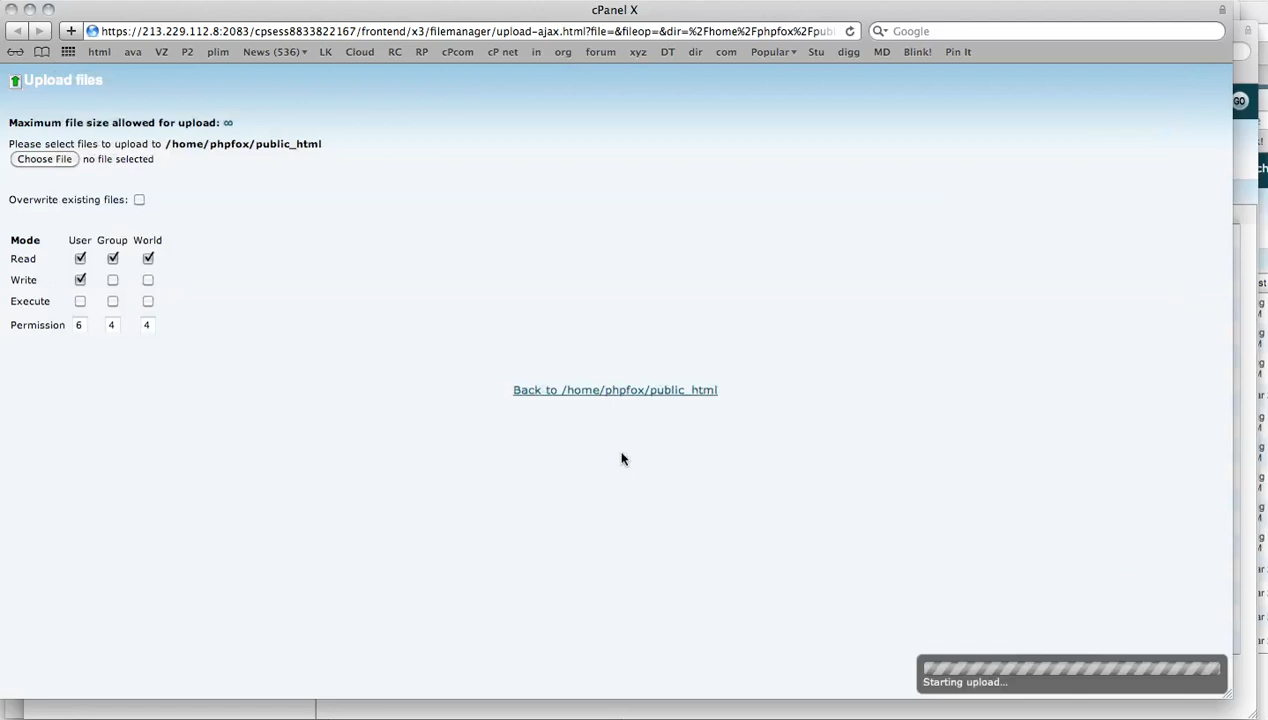 cPanel X
https://213.229.112.8:2083/cpsess8833822167/frontend/x3/filemanager/upload-ajax.html?file=&fileop=&dir=%2Fhome%2Fphpfox%2Fpubl
Google
html ava VZ P2 plim News (536) LK Cloud RC RP cPcom cP net in org forum xyz DT dir com Popular Stu digg MD Blink! Pin It
Upload files
GO
Maximum file size allowed for upload: ∞
Please select files to upload to /home/phpfox/public_html
Choose File no file selected
Overwrite existing files:
Mode User Group World
Read
Write
Execute
Permission 6 4 4
Back to /home/phpfox/public_html
Starting upload...